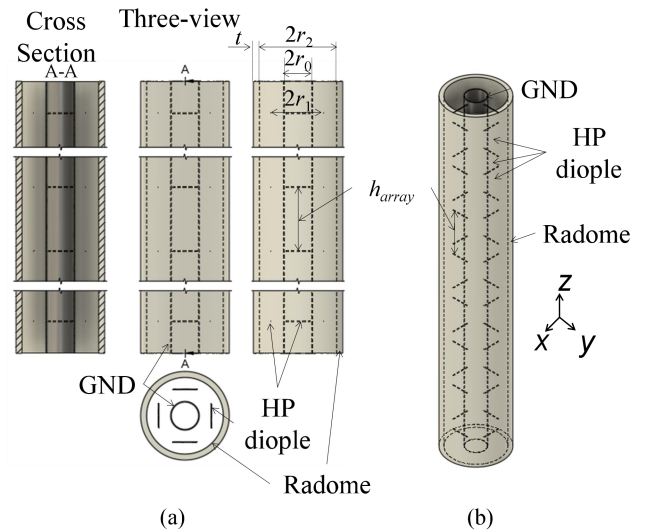 Cross
Section
A-A
Three-view
A
t
2r2
2r0
2r1
harray
A
GND
HP
diople
Radome
(a)
GND
HP
diople
Radome
z
x
y
(b)